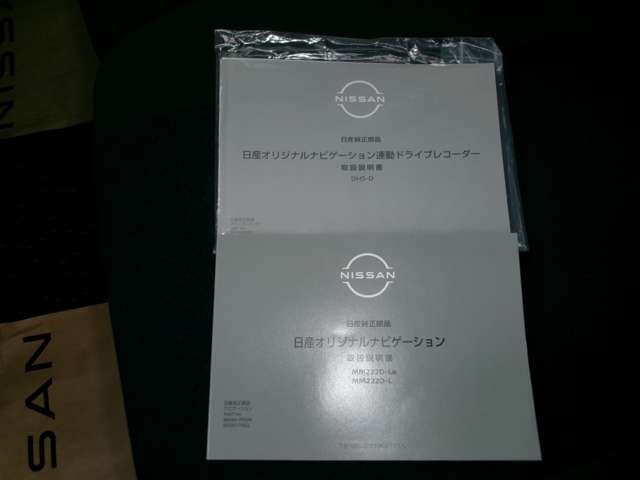 NISSAN
NISSAN
日産純正部品
日産オリジナルナビゲーション連動ドライブレコーダー
取扱説明書
DH5-D
NISSAN
日産純正部品
日産オリジナルナビゲーション
取扱説明書
MM222D-Le
MM222D-L
SAN